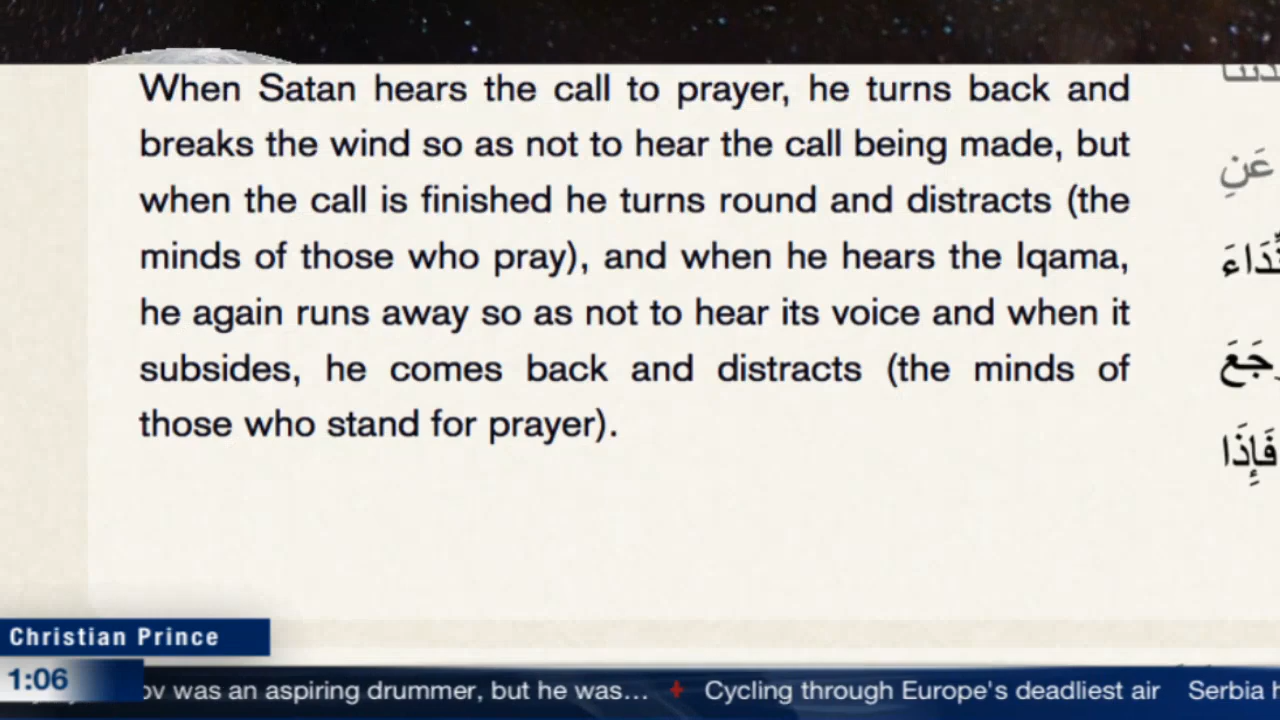 When Satan hears the call to prayer, he turns back and
breaks the wind so as not to hear the call being made, but
when the call is finished he turns round and distracts (the
minds of those who pray), and when he hears the Iqama,
he again runs away so as not to hear its voice and when it
subsides, he comes back and distracts (the minds of
those who stand for prayer).
عَنِ
فَإِذَا
Christian Prince
1:06
ov was an aspiring drummer, but he was... Cycling through Europe's deadliest air Serbia